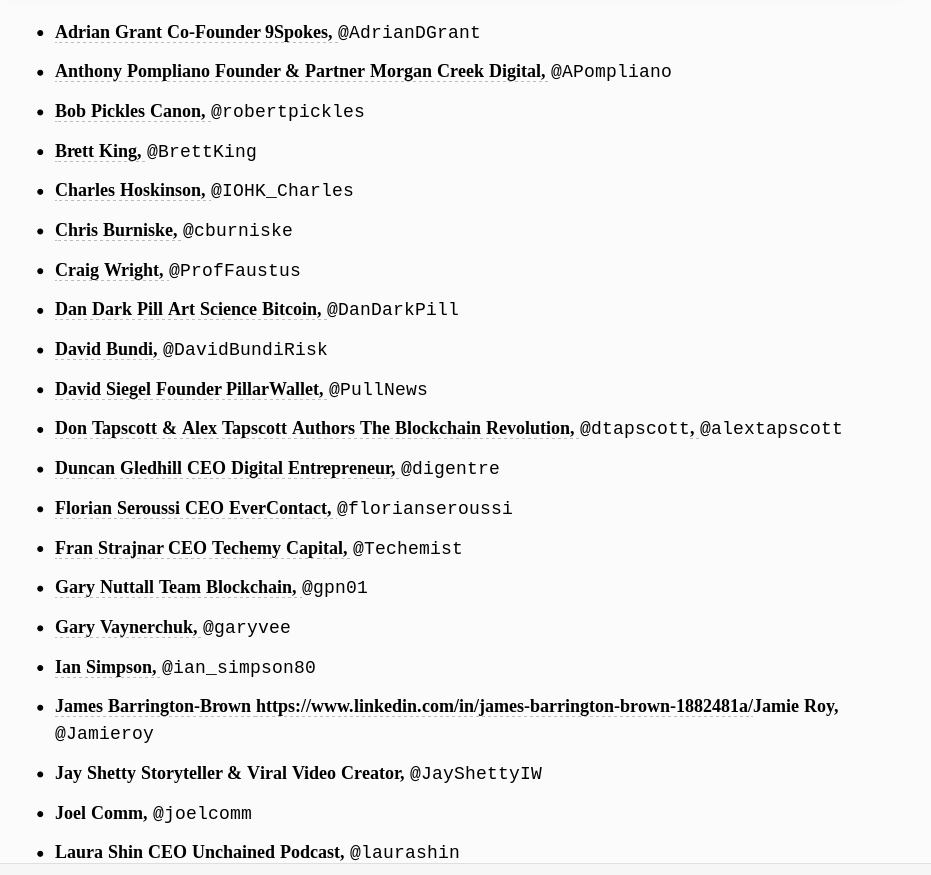 • Adrian Grant Co-Founder 9Spokes, @AdrianDGrant
• Anthony Pompliano Founder & Partner Morgan Creek Digital, @APompliano
• Bob Pickles Canon, @robertpickles
• Brett King, @BrettKing
• Charles Hoskinson, @IOHK_Charles
• Chris Burniske, @cburniske
• Craig Wright, @ProfFaustus
• Dan Dark Pill Art Science Bitcoin, @DanDarkPill
• David Bundi, @DavidBundiRisk
• David Siegel Founder PillarWallet, @PullNews
• Don Tapscott & Alex Tapscott Authors The Blockchain Revolution, @dtapscott, @alextapscott
• Duncan Gledhill CEO Digital Entrepreneur, @digentre
• Florian Seroussi CEO EverContact, @florianseroussi
• Fran Strajnar CEO Techemy Capital, @Techemist
• Gary Nuttall Team Blockchain, @gpn01
• Gary Vaynerchuk, @garyvee
• Ian Simpson, @ian_simpson80
• James Barrington-Brown https://www.linkedin.com/in/james-barrington-brown-1882481a/Jamie Roy,
@Jamieroy
• Jay Shetty Storyteller & Viral Video Creator, @JayShettyIW
• Joel Comm, @joelcomm
• Laura Shin CEO Unchained Podcast, @laurashin